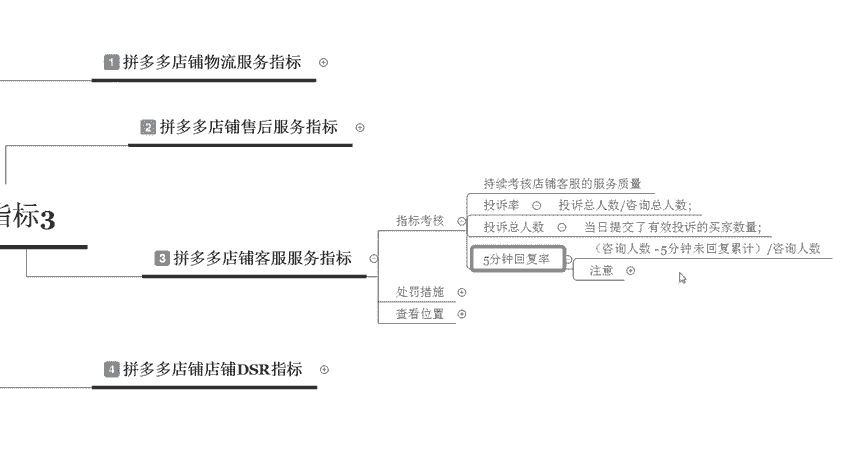 1 拼多多店铺物流服务指标
2 拼多多店铺售后服务指标
指标3
3 拼多多店铺客服服务指标
指标考核
持续考核店铺客服的服务质量
投诉率 投诉总人数/咨询总人数;
投诉总人数 当日提交了有效投诉的买家数量;
5分钟回复率
（咨询人数 -5分钟未回复累计）/咨询人数
注意
处罚措施
查看位置
4 拼多多店铺店铺DSR指标